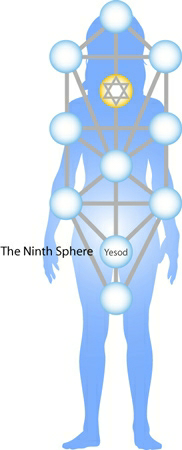 The Ninth Sphere Yesod